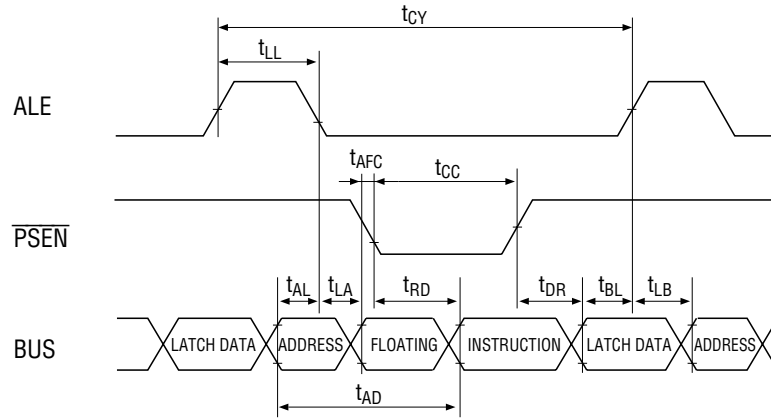 tCY
tLL
ALE
tAFC
tCC
PSEN
tAL
tLA
tRD
tDR
tBL
tLB
BUS
LATCH DATA
ADDRESS
FLOATING
INSTRUCTION
LATCH DATA
ADDRESS
tAD